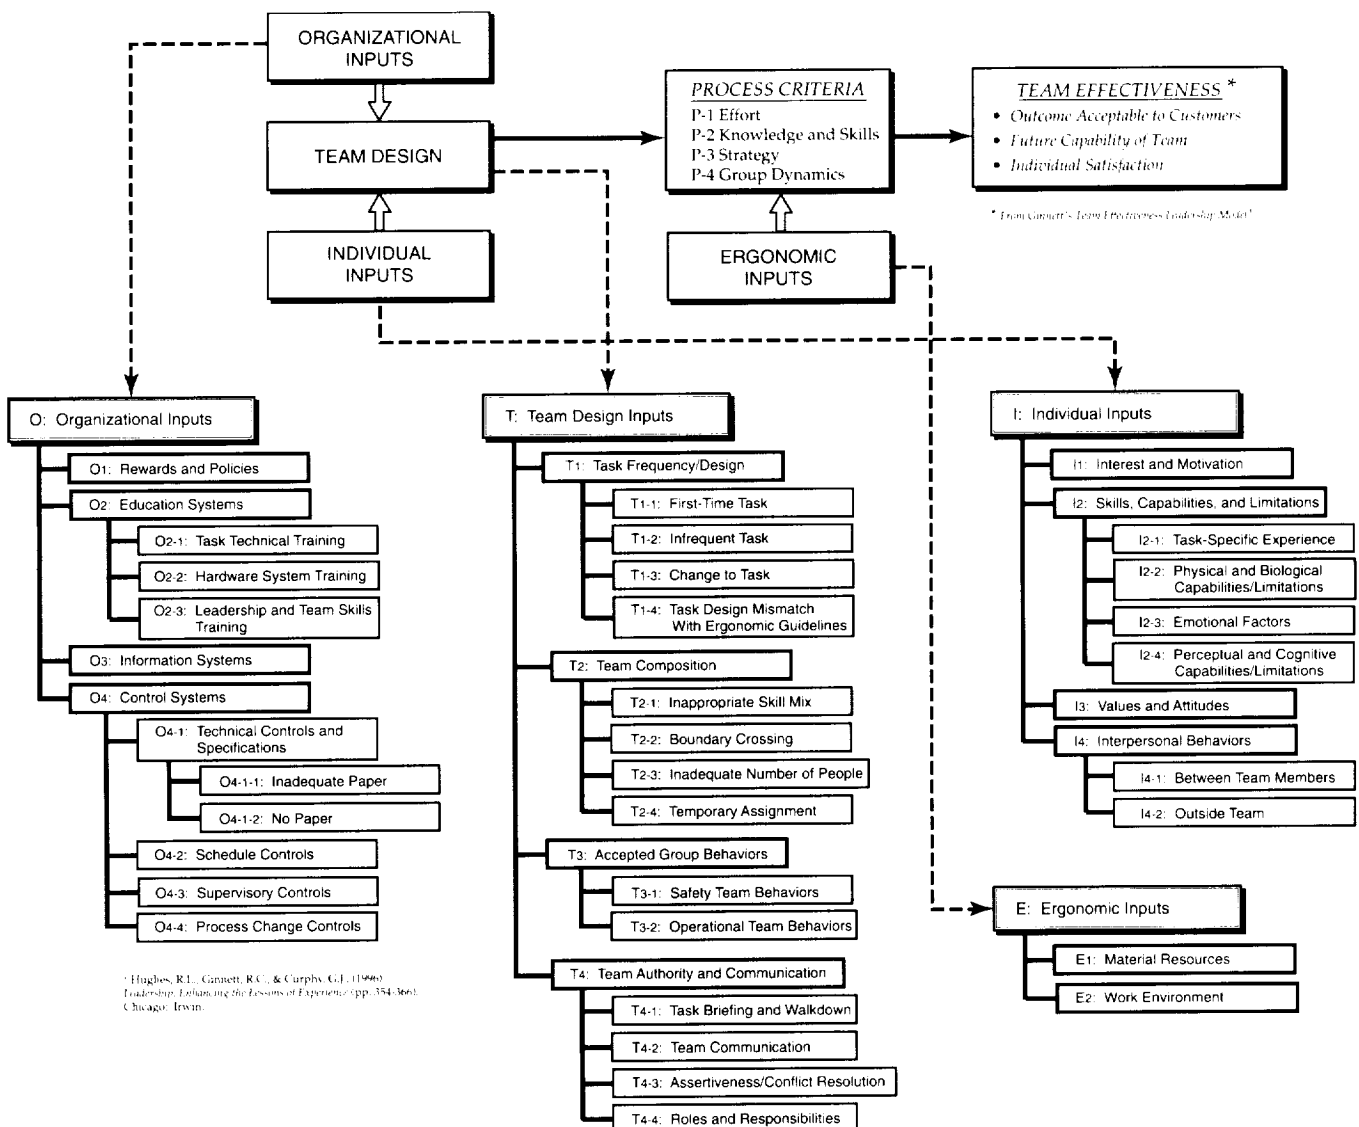 ORGANIZATIONAL
INPUTS
TEAM DESIGN
INDIVIDUAL
INPUTS
PROCESS CRITERIA
P-1 Effort
P-2 Knowledge and Skills
P-3 Strategy
P-4 Group Dynamics
ERGONOMIC
INPUTS
TEAM EFFECTIVENESS *
• Outcome Acceptable to Customers
• Future Capability of Team
• Individual Satisfaction
* From Ginnett's Team Effectiveness Leadership Model
O: Organizational Inputs
O1: Rewards and Policies
O2: Education Systems
O2-1: Task Technical Training
O2-2: Hardware System Training
O2-3: Leadership and Team Skills
Training
O3: Information Systems
O4: Control Systems
O4-1: Technical Controls and
Specifications
O4-1-1: Inadequate Paper
O4-1-2: No Paper
O4-2: Schedule Controls
O4-3: Supervisory Controls
O4-4: Process Change Controls
Hughes, R.L., Ginnett, R.C., & Curphy, G.J. (1996)
Leadership, Enhancing the Lessons of Experience (pp. 354-366).
Chicago: Irwin.
T: Team Design Inputs
T1: Task Frequency/Design
T1-1: First-Time Task
T1-2: Infrequent Task
T1-3: Change to Task
T1-4: Task Design Mismatch
With Ergonomic Guidelines
T2: Team Composition
T2-1: Inappropriate Skill Mix
T2-2: Boundary Crossing
T2-3: Inadequate Number of People
T2-4: Temporary Assignment
T3: Accepted Group Behaviors
T3-1: Safety Team Behaviors
T3-2: Operational Team Behaviors
T4: Team Authority and Communication
T4-1: Task Briefing and Walkdown
T4-2: Team Communication
T4-3: Assertiveness/Conflict Resolution
T4-4: Roles and Responsibilities
I: Individual Inputs
I1: Interest and Motivation
I2: Skills, Capabilities, and Limitations
I2-1: Task-Specific Experience
I2-2: Physical and Biological
Capabilities/Limitations
I2-3: Emotional Factors
I2-4: Perceptual and Cognitive
Capabilities/Limitations
I3: Values and Attitudes
I4: Interpersonal Behaviors
I4-1: Between Team Members
I4-2: Outside Team
E: Ergonomic Inputs
E1: Material Resources
E2: Work Environment